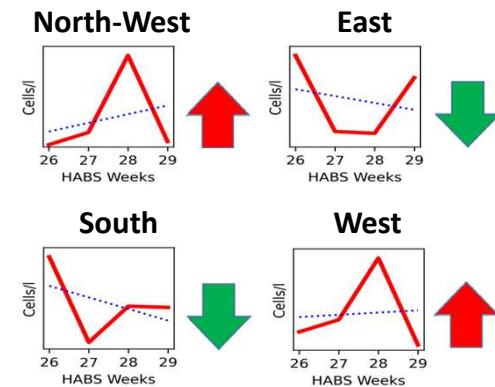 North-West
Cells/l
26 27 28 29
HABS Weeks
East
Cells/l
26 27 28 29
HABS Weeks
South
Cells/l
26 27 28 29
HABS Weeks
West
Cells/l
26 27 28 29
HABS Weeks